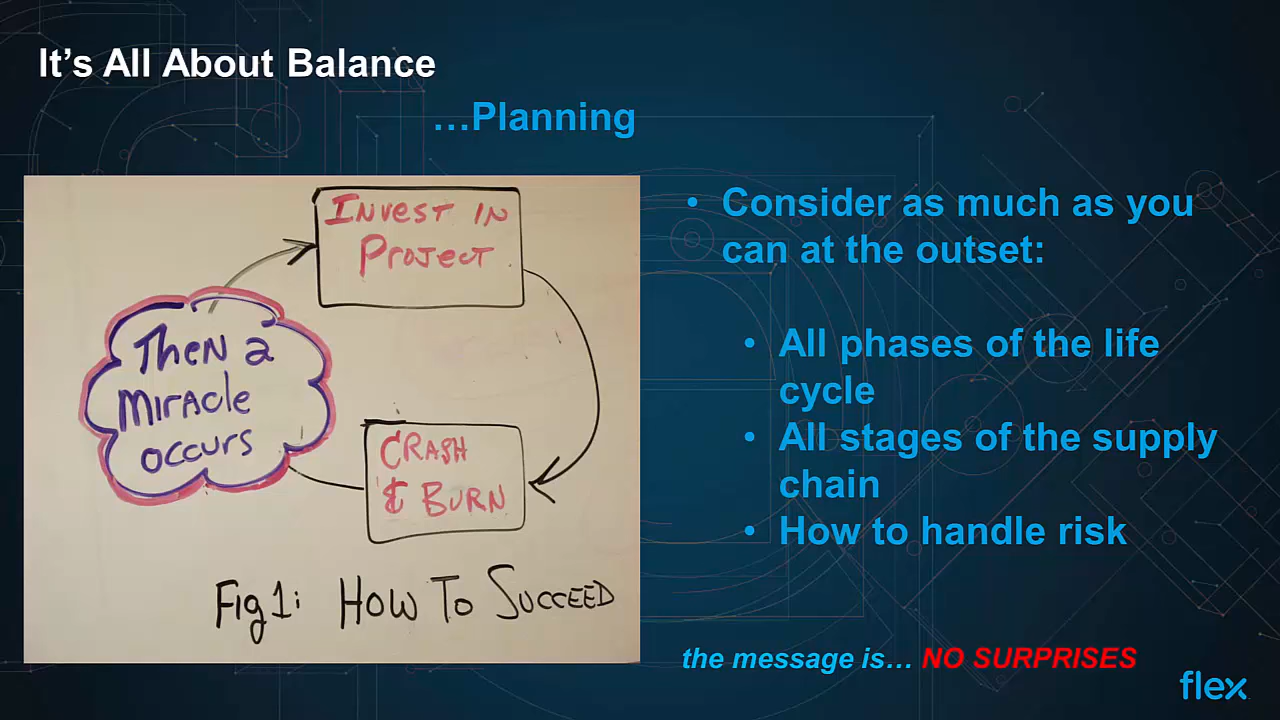 It's All About Balance
…Planning
INVEST IN
PROJECT
THEN a
MIRACLE
occurs
CRASH
& BURN
Fig1: HOW TO SUCCEED
• Consider as much as you
can at the outset:
• All phases of the life
cycle
• All stages of the supply
chain
• How to handle risk
the message is… NO SURPRISES
flex